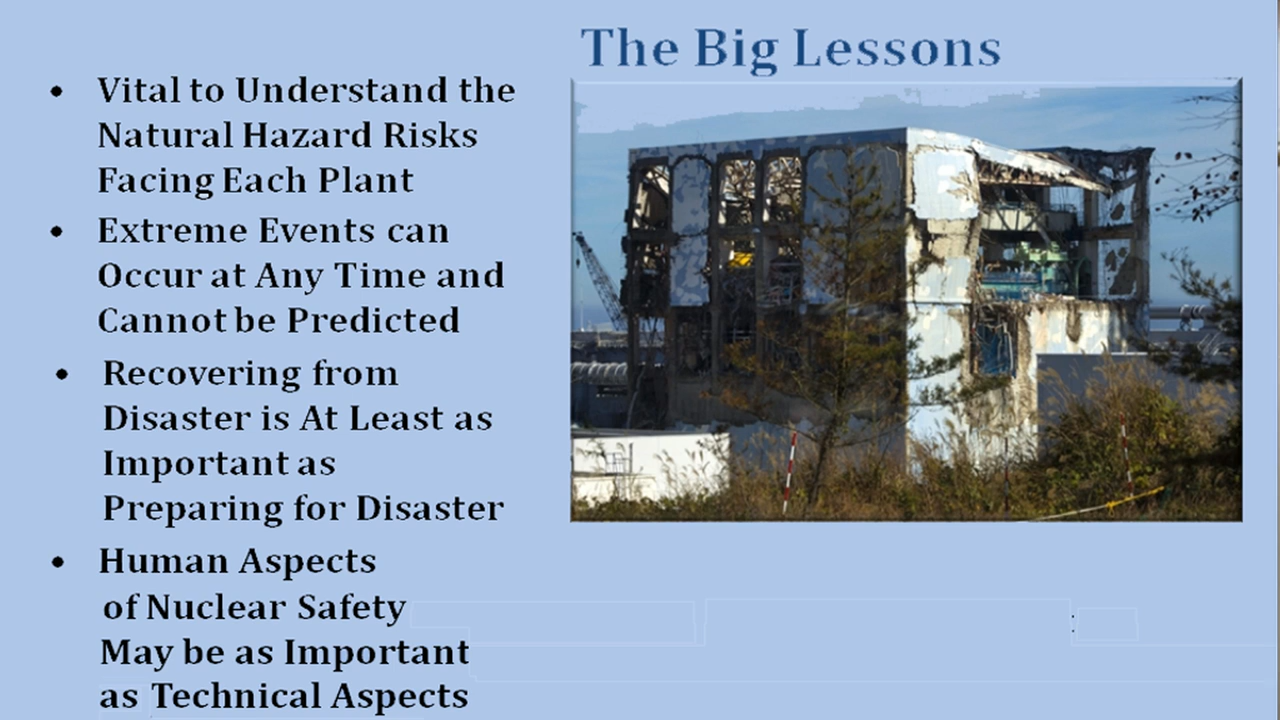 The Big Lessons
• Vital to Understand the
Natural Hazard Risks
Facing Each Plant
• Extreme Events can
Occur at Any Time and
Cannot be Predicted
• Recovering from
Disaster is At Least as
Important as
Preparing for Disaster
• Human Aspects
of Nuclear Safety
May be as Important
as Technical Aspects
: